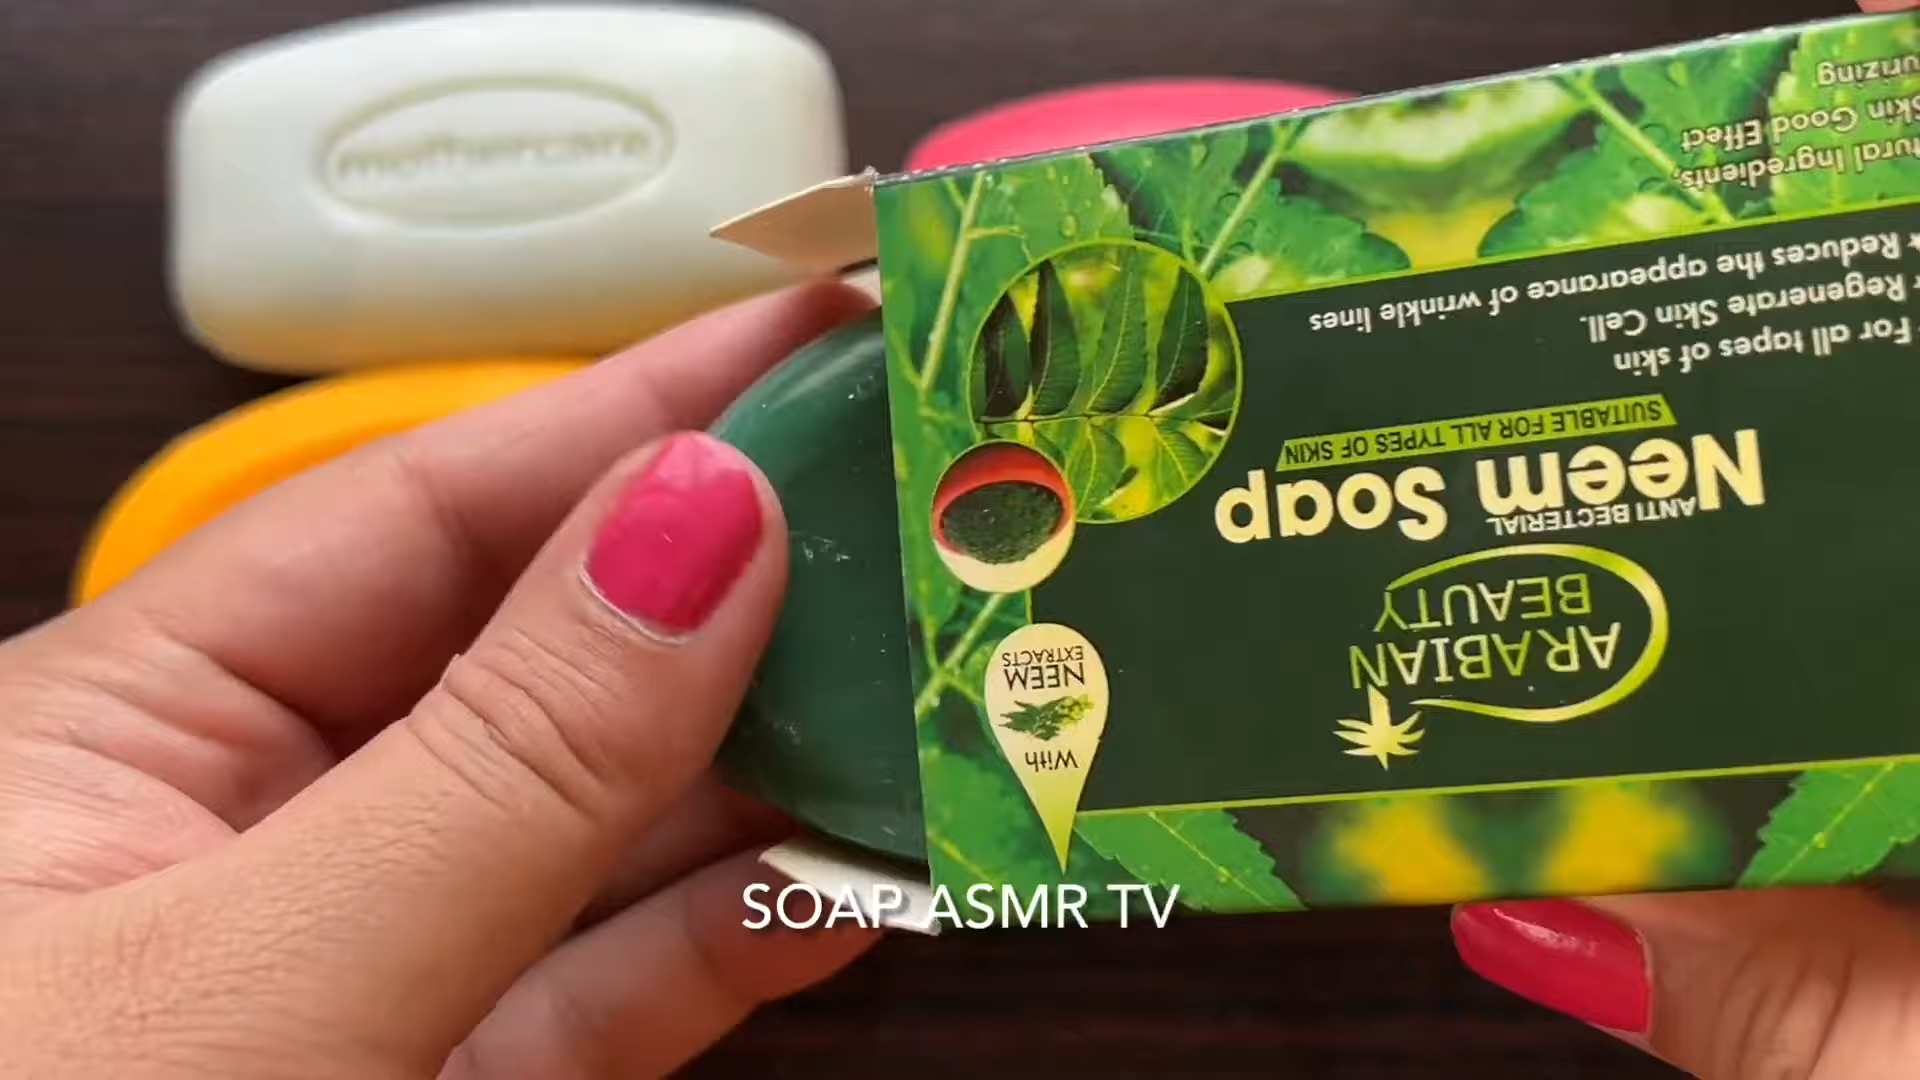 mothercare
ARABIAN
BEAUTY
ANTI BECTERIAL
Neem Soap
SUITABLE FOR ALL TYPES OF SKIN
For all tapes of skin
Regenerate Skin Cell.
★ Reduces the appearance of wrinkle lines
Ingredients,
Skin Good Effect
With
NEEM
EXTRACTS
SOAP ASMR TV